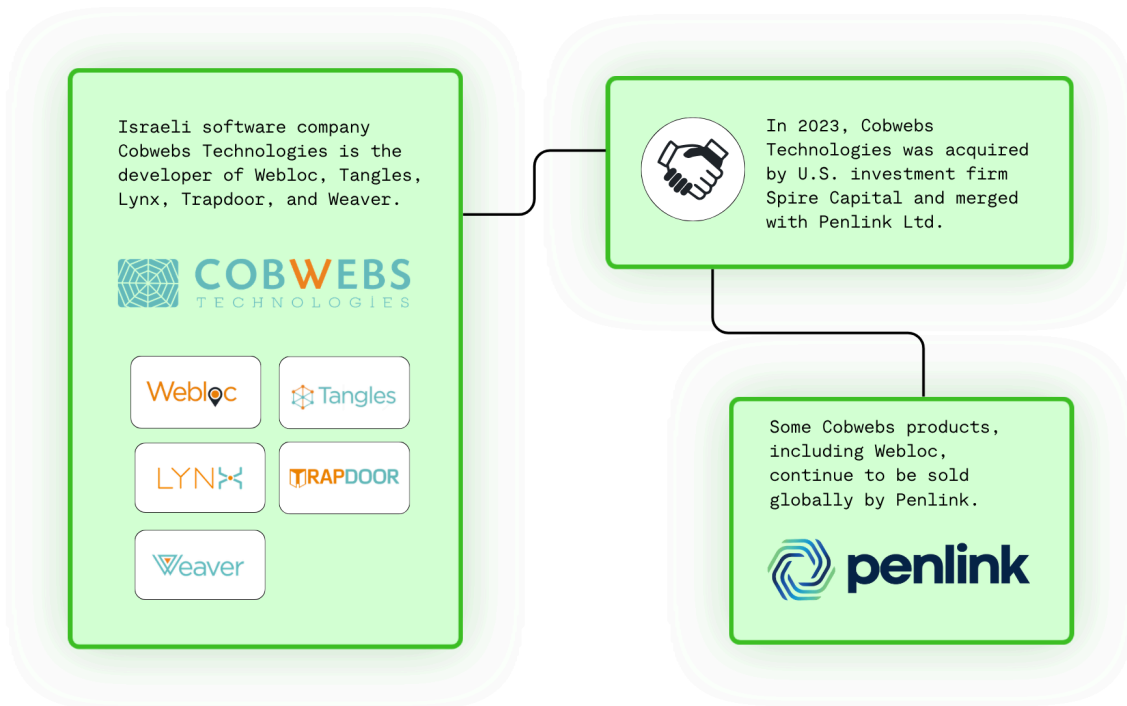 Israeli software company
Cobwebs Technologies is the
developer of Webloc, Tangles,
Lynx, Trapdoor, and Weaver.
COBWEBS
TECHNOLOGIES
Webloc
Tangles
LYNX
TRAPDOOR
Weaver
In 2023, Cobwebs
Technologies was acquired
by U.S. investment firm
Spire Capital and merged
with Penlink Ltd.
Some Cobwebs products,
including Webloc,
continue to be sold
globally by Penlink.
penlink